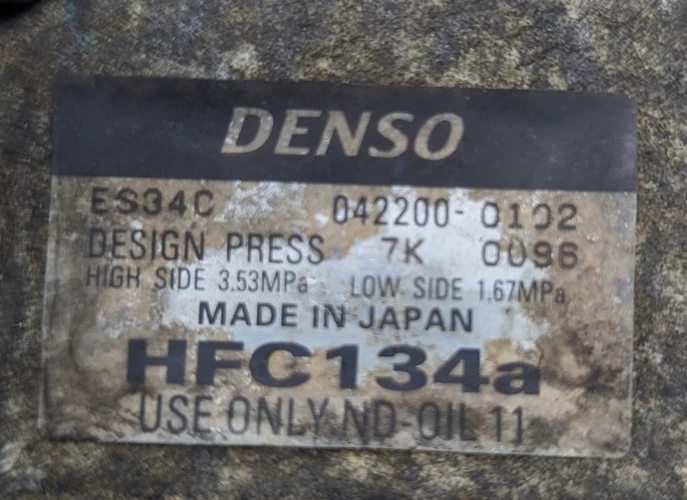 DENSO
ES34C 042200-0102
DESIGN PRESS 7K 0096
HIGH SIDE 3.53MPa LOW SIDE 1.67MPa
MADE IN JAPAN
HFC134a
USE ONLY ND-OIL 11